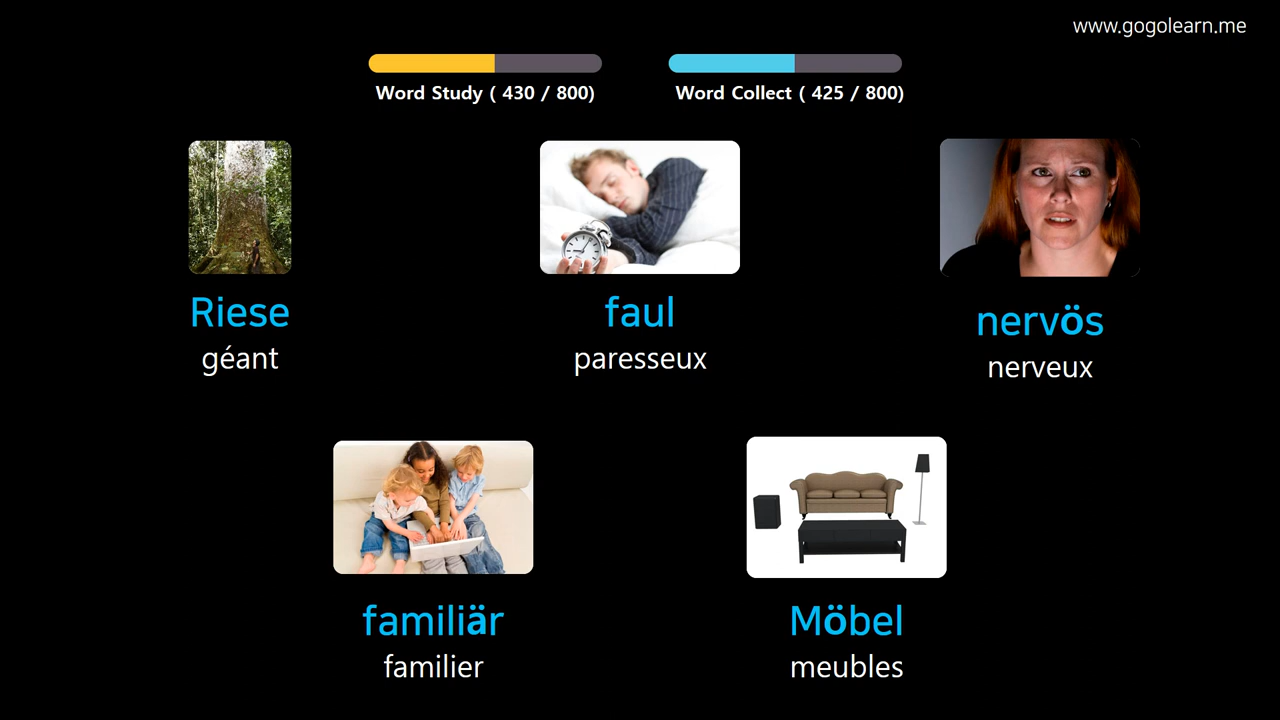 www.gogolearn.me
Word Study ( 430 / 800)
Word Collect ( 425 / 800)
Riese
géant
faul
paresseux
nervös
nerveux
familiär
familier
Möbel
meubles